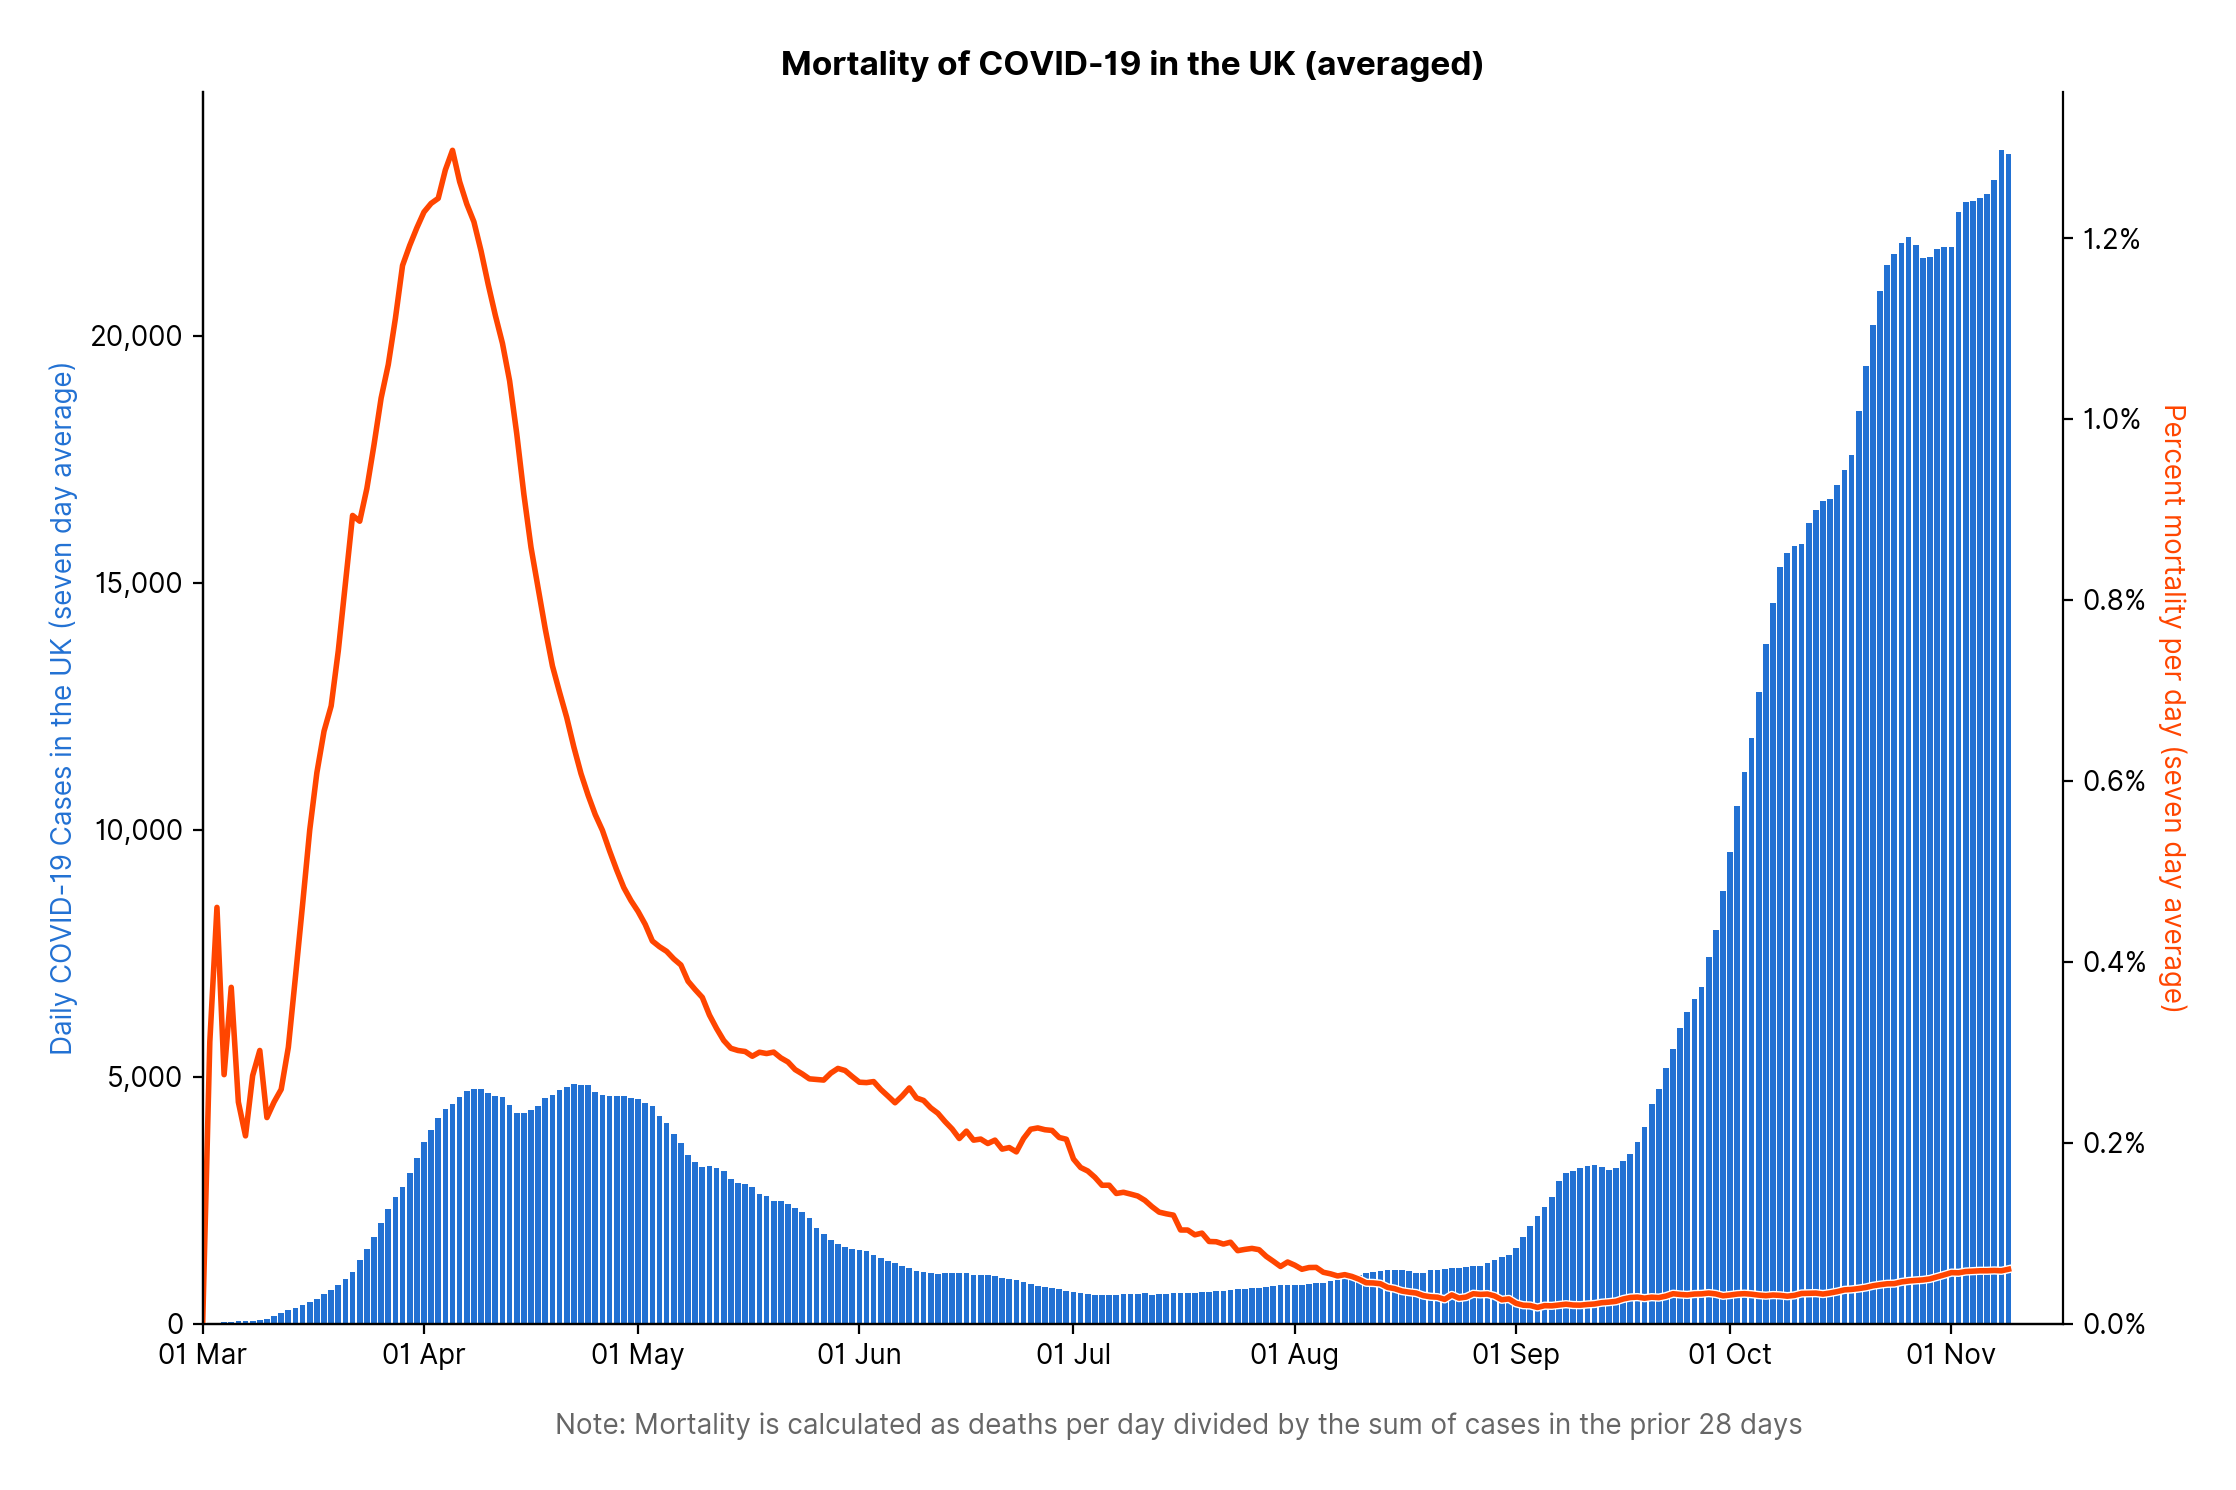 Mortality of COVID-19 in the UK (averaged)
Daily COVID-19 Cases in the UK (seven day average)
20,000
15,000
10,000
5,000
0
1.2%
1.0%
0.8%
0.6%
0.4%
0.2%
0.0%
Percent mortality per day (seven day average)
01 Mar
01 Apr
01 May
01 Jun
01 Jul
01 Aug
01 Sep
01 Oct
01 Nov
Note: Mortality is calculated as deaths per day divided by the sum of cases in the prior 28 days